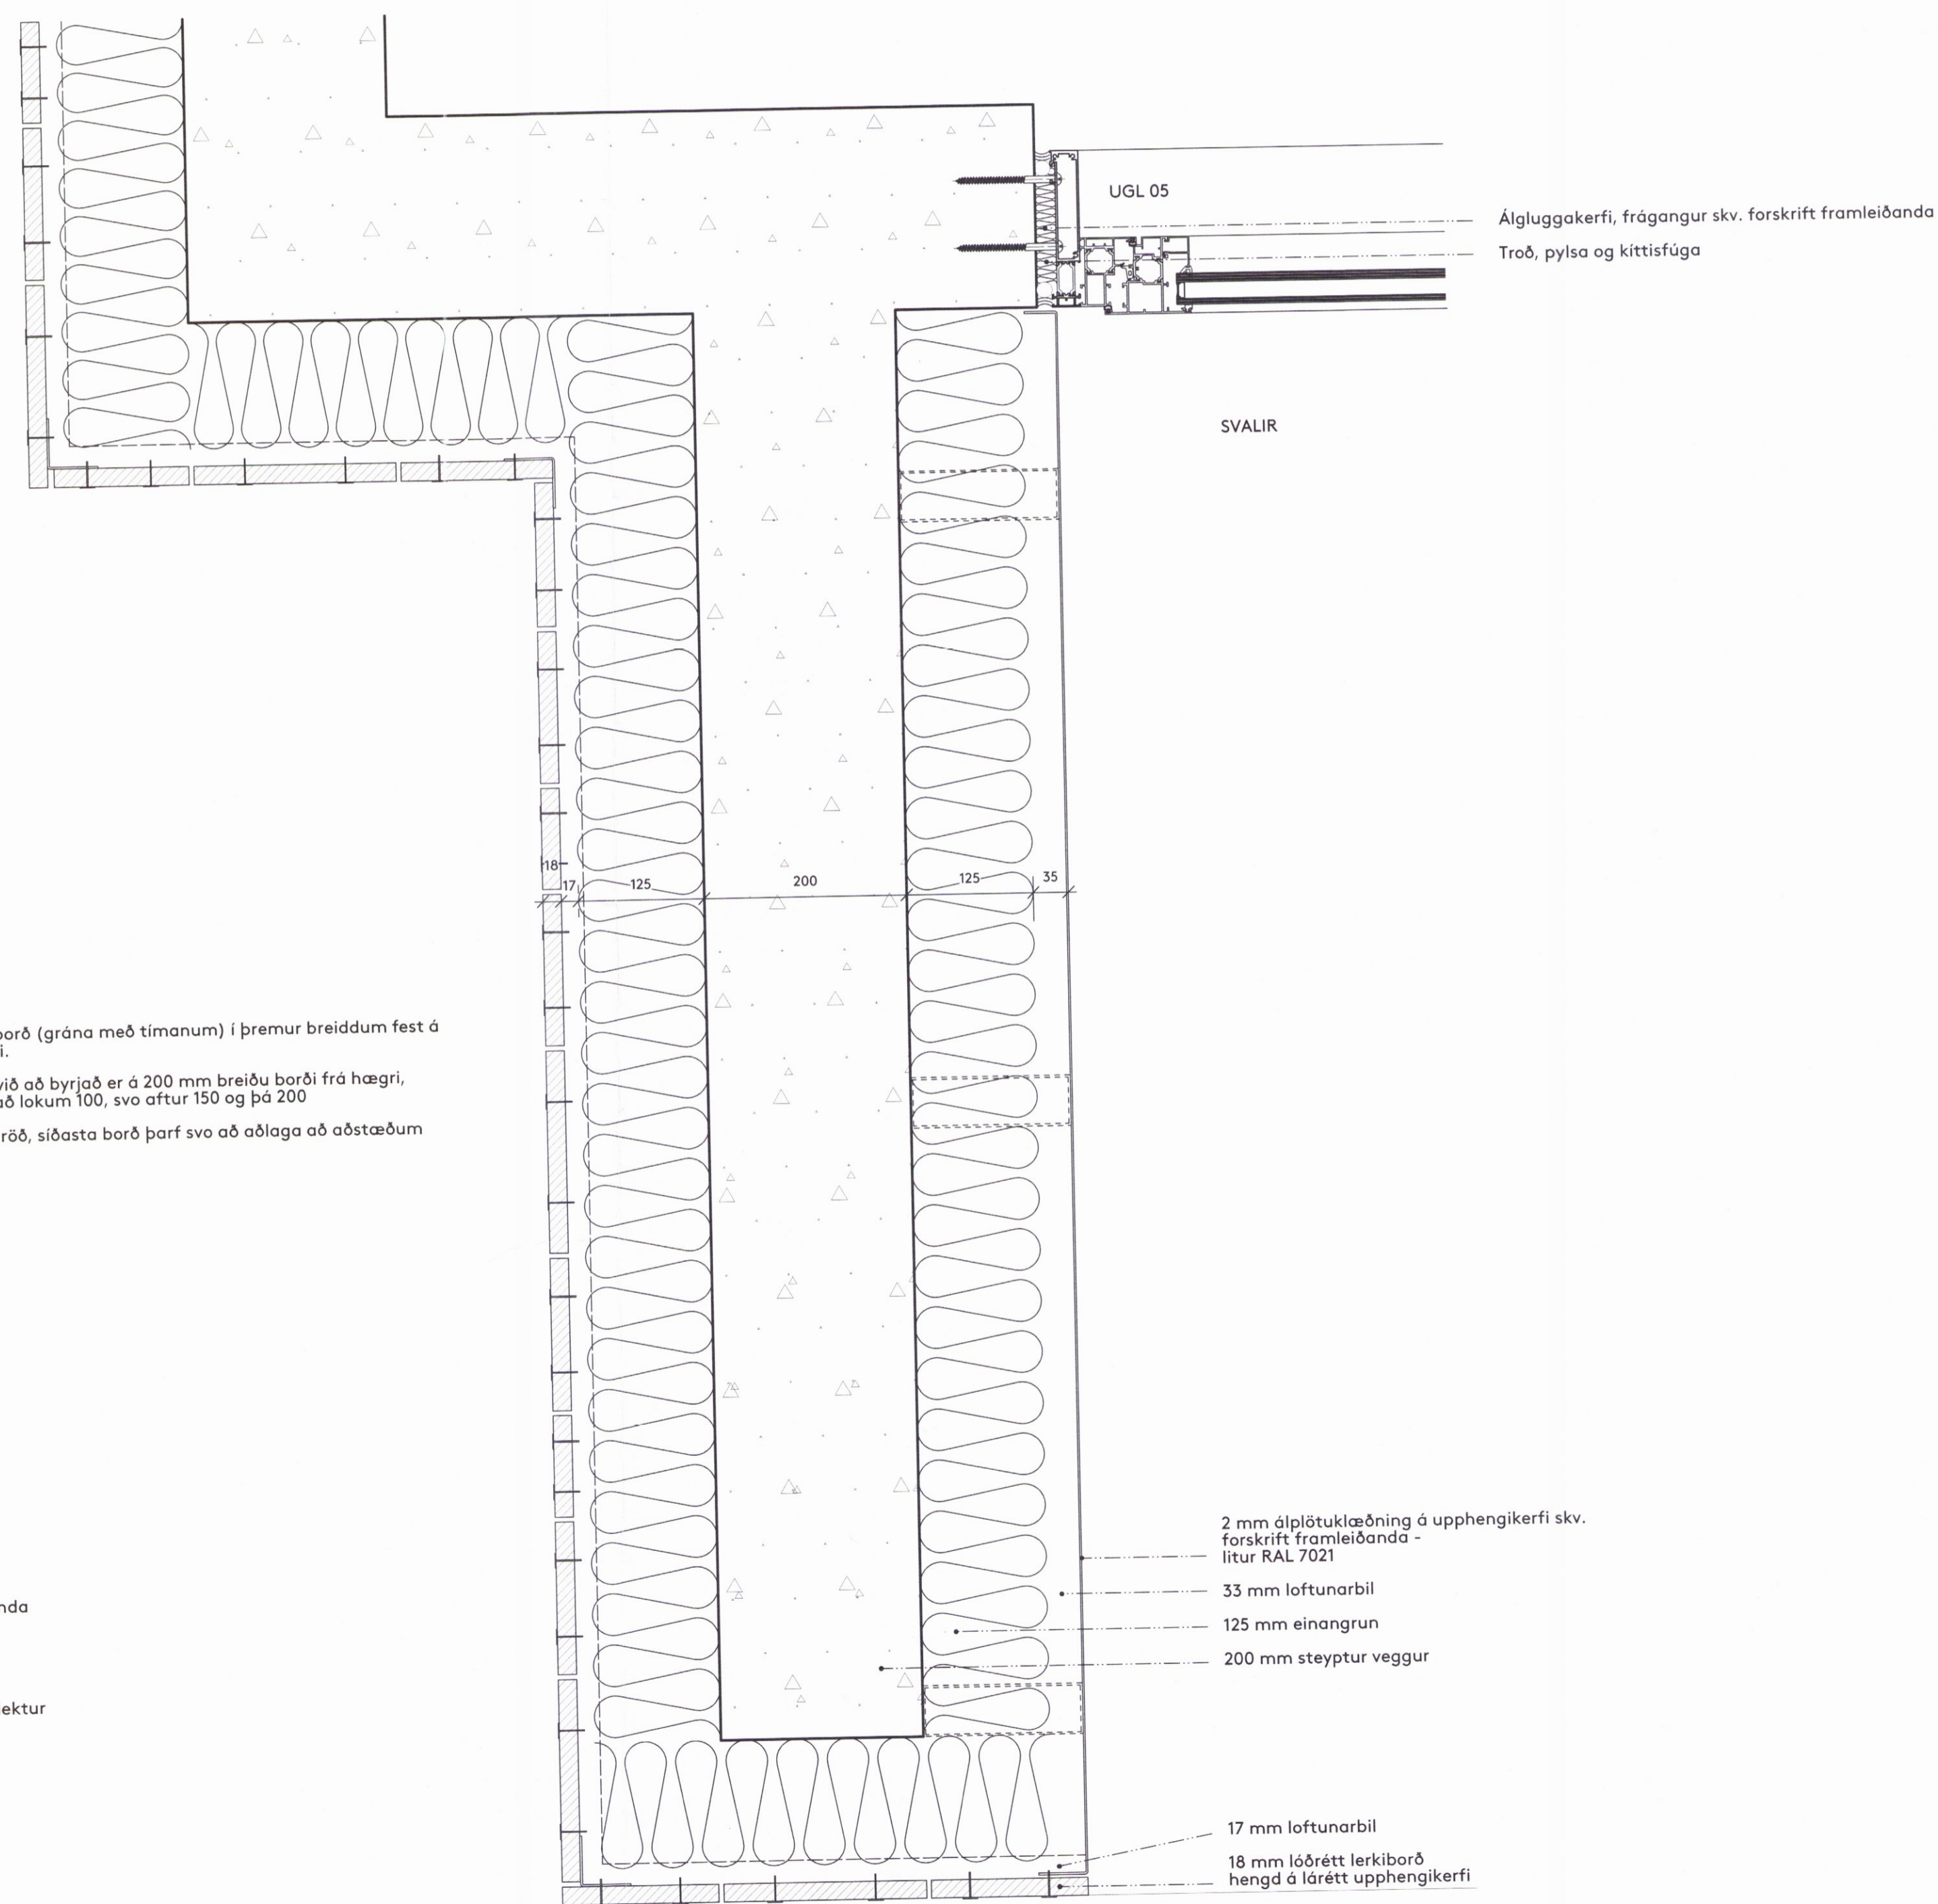 UGL 05
Álgluggakerfi, frágangur skv. forskrift framleiðanda
Troð, pylsa og kíttisfúga
SVALIR
18
17
125
200
125
35
borð (grána með tímanum) í þremur breiddum fest á
i.
við að byrjað er á 200 mm breiðu borði frá hægri,
að lokum 100, svo aftur 150 og þá 200
röð, síðasta borð þarf svo að aðlaga að aðstæðum
2 mm álplötuklæðning á upphengikerfi skv.
forskrift framleiðanda -
litur RAL 7021
33 mm loftunarbil
125 mm einangrun
200 mm steyptur veggur
nda
ektur
17 mm loftunarbil
18 mm lóðrétt lerkiborð
hengd á lárétt upphengikerfi